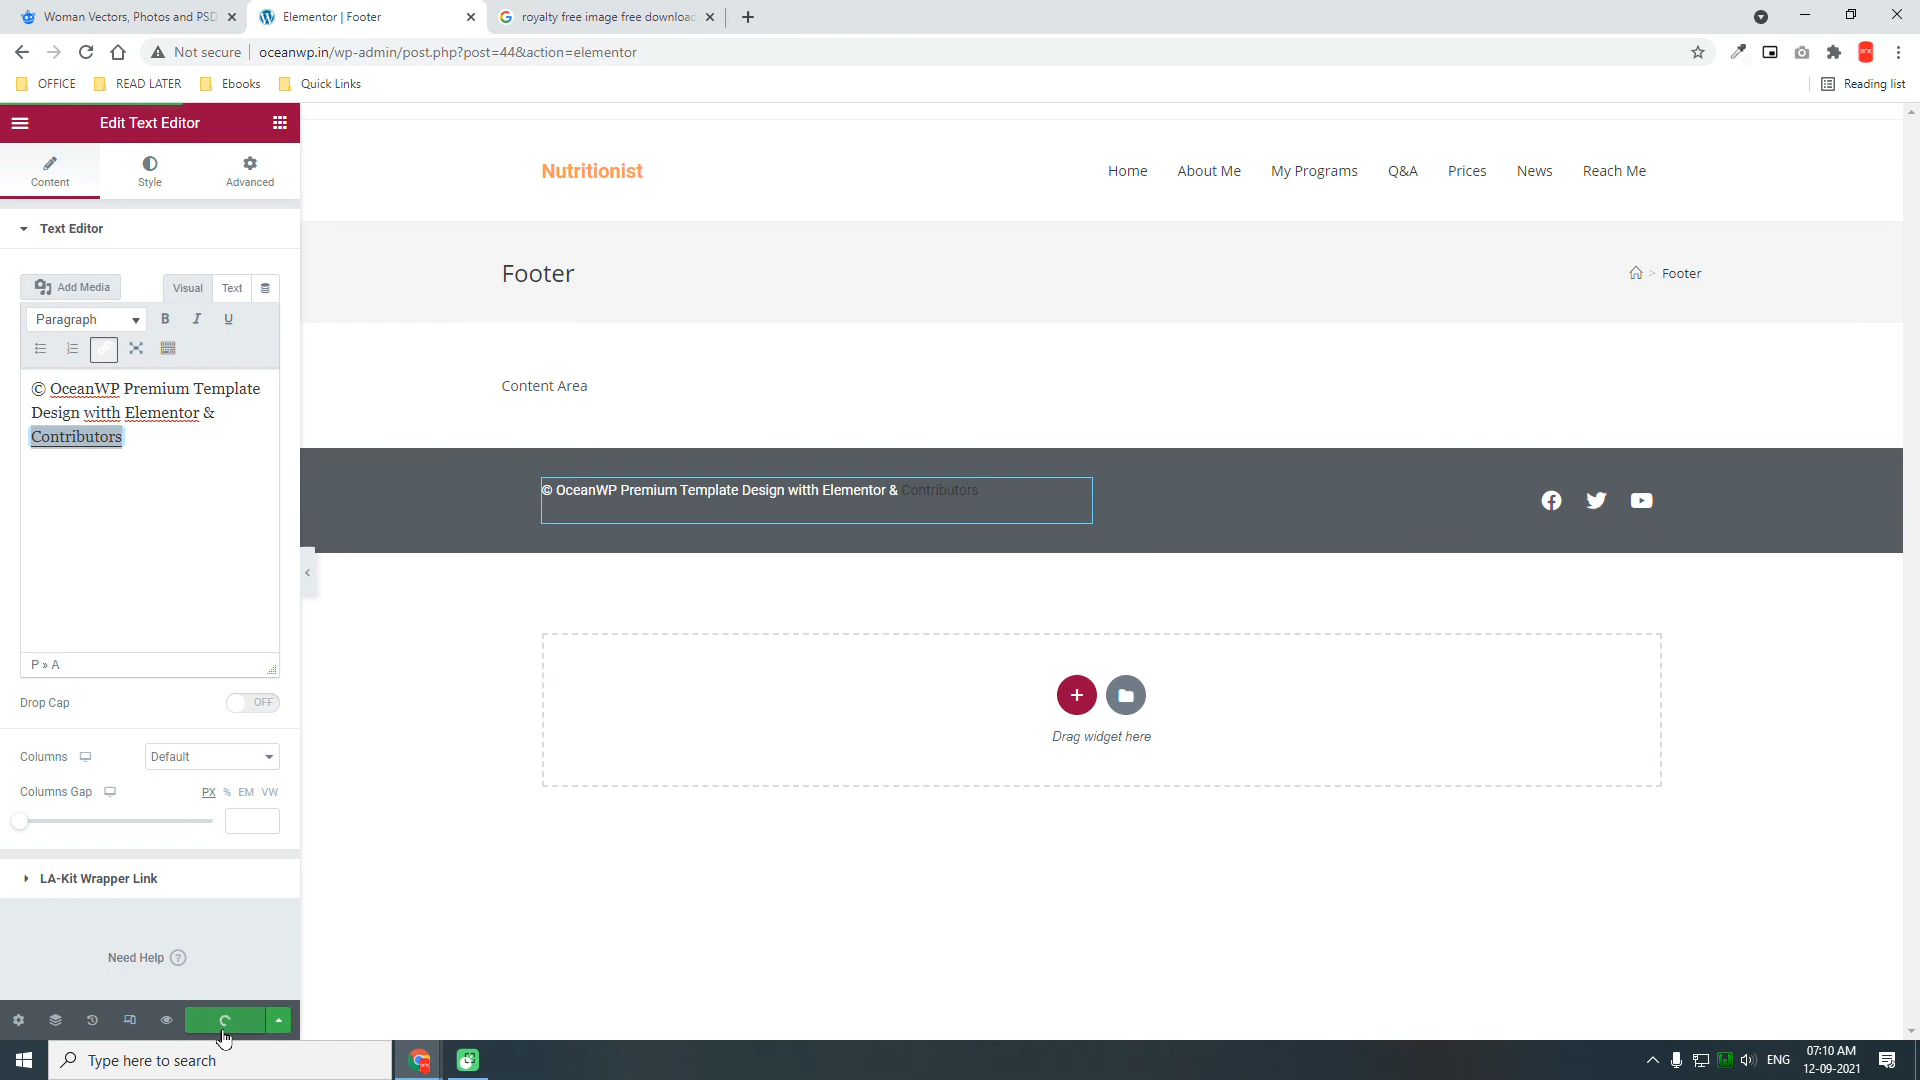 Woman Vectors, Photos and PSD
Elementor | Footer
royalty free image free download
Not secure
oceanwp.in/wp-admin/post.php?post=44&action=elementor
OFFICE
READ LATER
Ebooks
Quick Links
Reading list
Edit Text Editor
Content
Style
Advanced
Text Editor
Add Media
Visual
Text
Paragraph
B
I
U
© OceanWP Premium Template
Design witth Elementor &
Contributors
P » A
Drop Cap
OFF
Columns
Default
Columns Gap
PX % EM VW
LA-Kit Wrapper Link
Need Help
Nutritionist
Home
About Me
My Programs
Q&A
Prices
News
Reach Me
Footer
> Footer
Content Area
© OceanWP Premium Template Design witth Elementor & Contributors
Drag widget here
Type here to search
ENG
07:10 AM
12-09-2021